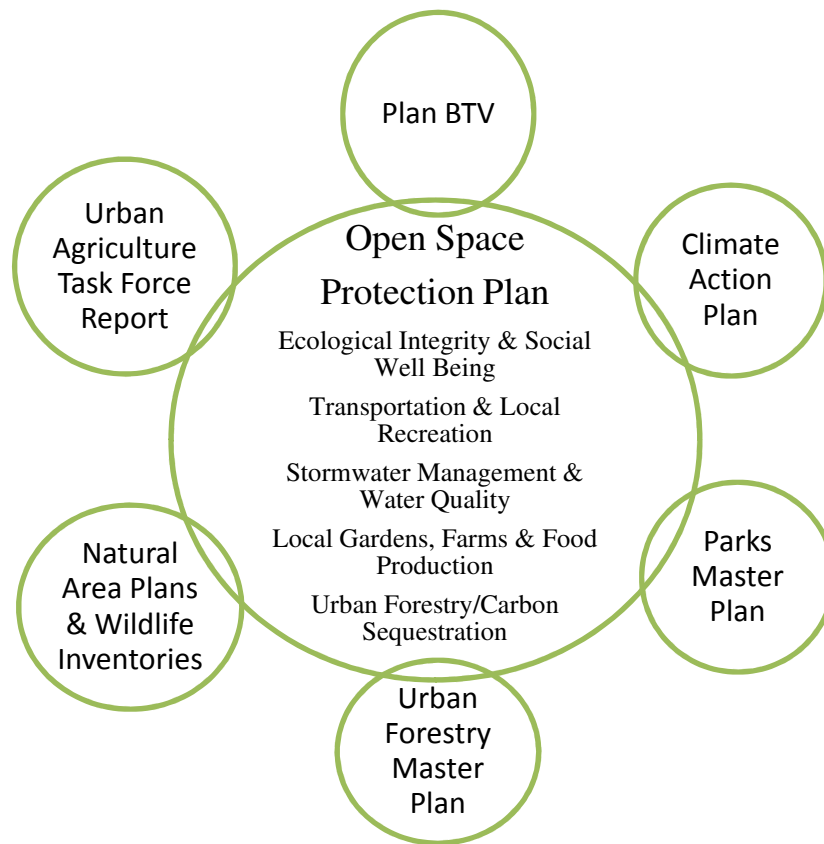 Plan BTV
Urban
Agriculture
Task Force
Report
Open Space
Protection Plan
Ecological Integrity & Social
Well Being
Transportation & Local
Recreation
Stormwater Management &
Water Quality
Local Gardens, Farms & Food
Production
Urban Forestry/Carbon
Sequestration
Climate
Action
Plan
Natural
Area Plans
& Wildlife
Inventories
Parks
Master
Plan
Urban
Forestry
Master
Plan